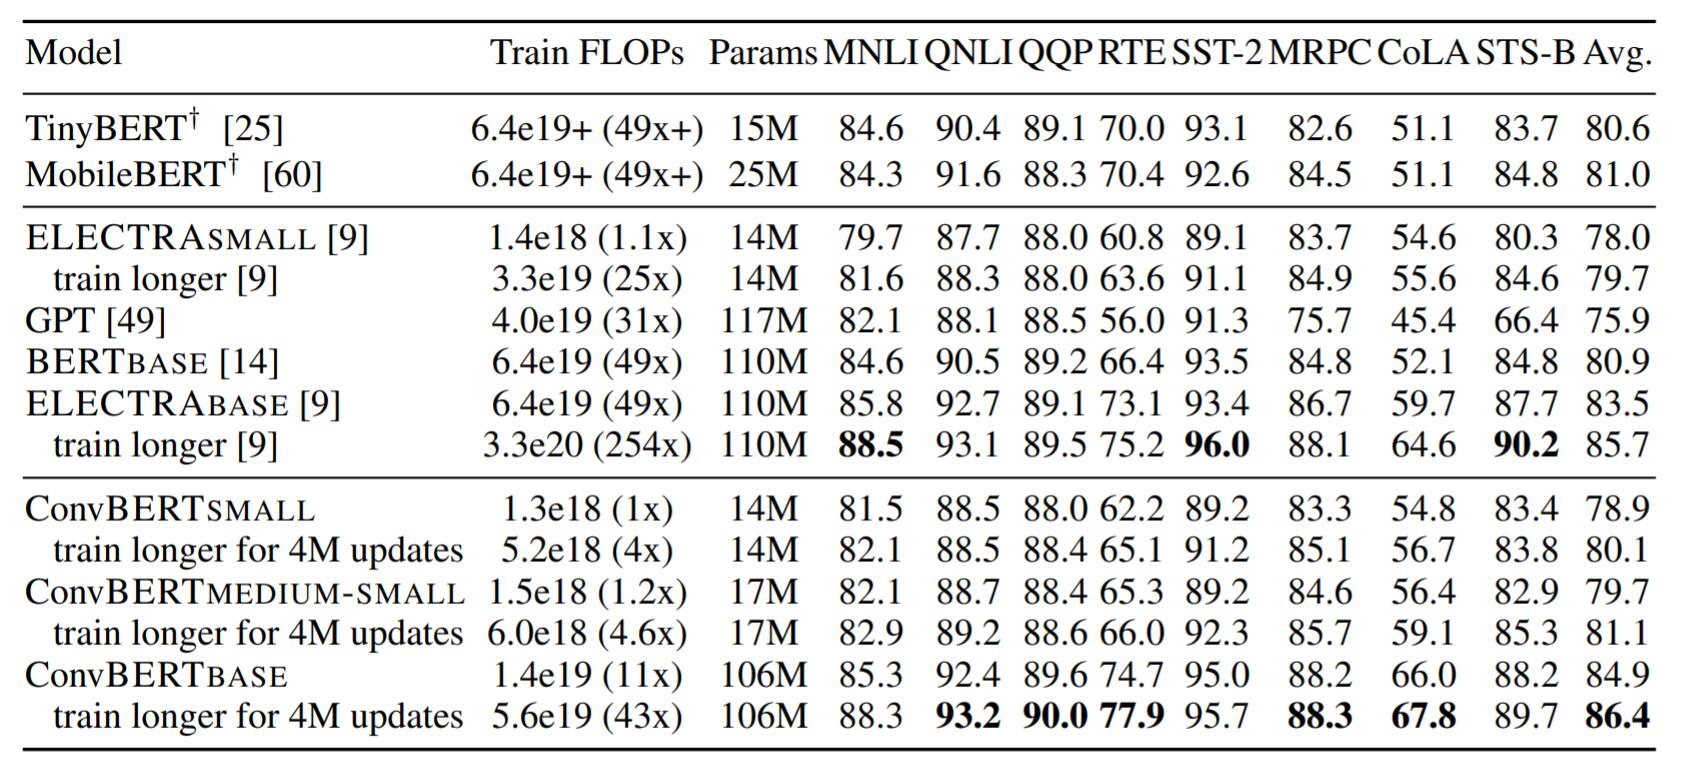 Model Train FLOPs Params MNLI QNLI QQP RTE SST-2 MRPC CoLA STS-B Avg.
TinyBERT† [25] 6.4e19+ (49x+) 15M 84.6 90.4 89.1 70.0 93.1 82.6 51.1 83.7 80.6
MobileBERT† [60] 6.4e19+ (49x+) 25M 84.3 91.6 88.3 70.4 92.6 84.5 51.1 84.8 81.0
ELECTRASMALL [9] 1.4e18 (1.1x) 14M 79.7 87.7 88.0 60.8 89.1 83.7 54.6 80.3 78.0
train longer [9] 3.3e19 (25x) 14M 81.6 88.3 88.0 63.6 91.1 84.9 55.6 84.6 79.7
GPT [49] 4.0e19 (31x) 117M 82.1 88.1 88.5 56.0 91.3 75.7 45.4 66.4 75.9
BERTBASE [14] 6.4e19 (49x) 110M 84.6 90.5 89.2 66.4 93.5 84.8 52.1 84.8 80.9
ELECTRABASE [9] 6.4e19 (49x) 110M 85.8 92.7 89.1 73.1 93.4 86.7 59.7 87.7 83.5
train longer [9] 3.3e20 (254x) 110M 88.5 93.1 89.5 75.2 96.0 88.1 64.6 90.2 85.7
ConvBERTSMALL 1.3e18 (1x) 14M 81.5 88.5 88.0 62.2 89.2 83.3 54.8 83.4 78.9
train longer for 4M updates 5.2e18 (4x) 14M 82.1 88.5 88.4 65.1 91.2 85.1 56.7 83.8 80.1
ConvBERTMEDIUM-SMALL 1.5e18 (1.2x) 17M 82.1 88.7 88.4 65.3 89.2 84.6 56.4 82.9 79.7
train longer for 4M updates 6.0e18 (4.6x) 17M 82.9 89.2 88.6 66.0 92.3 85.7 59.1 85.3 81.1
ConvBERTBASE 1.4e19 (11x) 106M 85.3 92.4 89.6 74.7 95.0 88.2 66.0 88.2 84.9
train longer for 4M updates 5.6e19 (43x) 106M 88.3 93.2 90.0 77.9 95.7 88.3 67.8 89.7 86.4